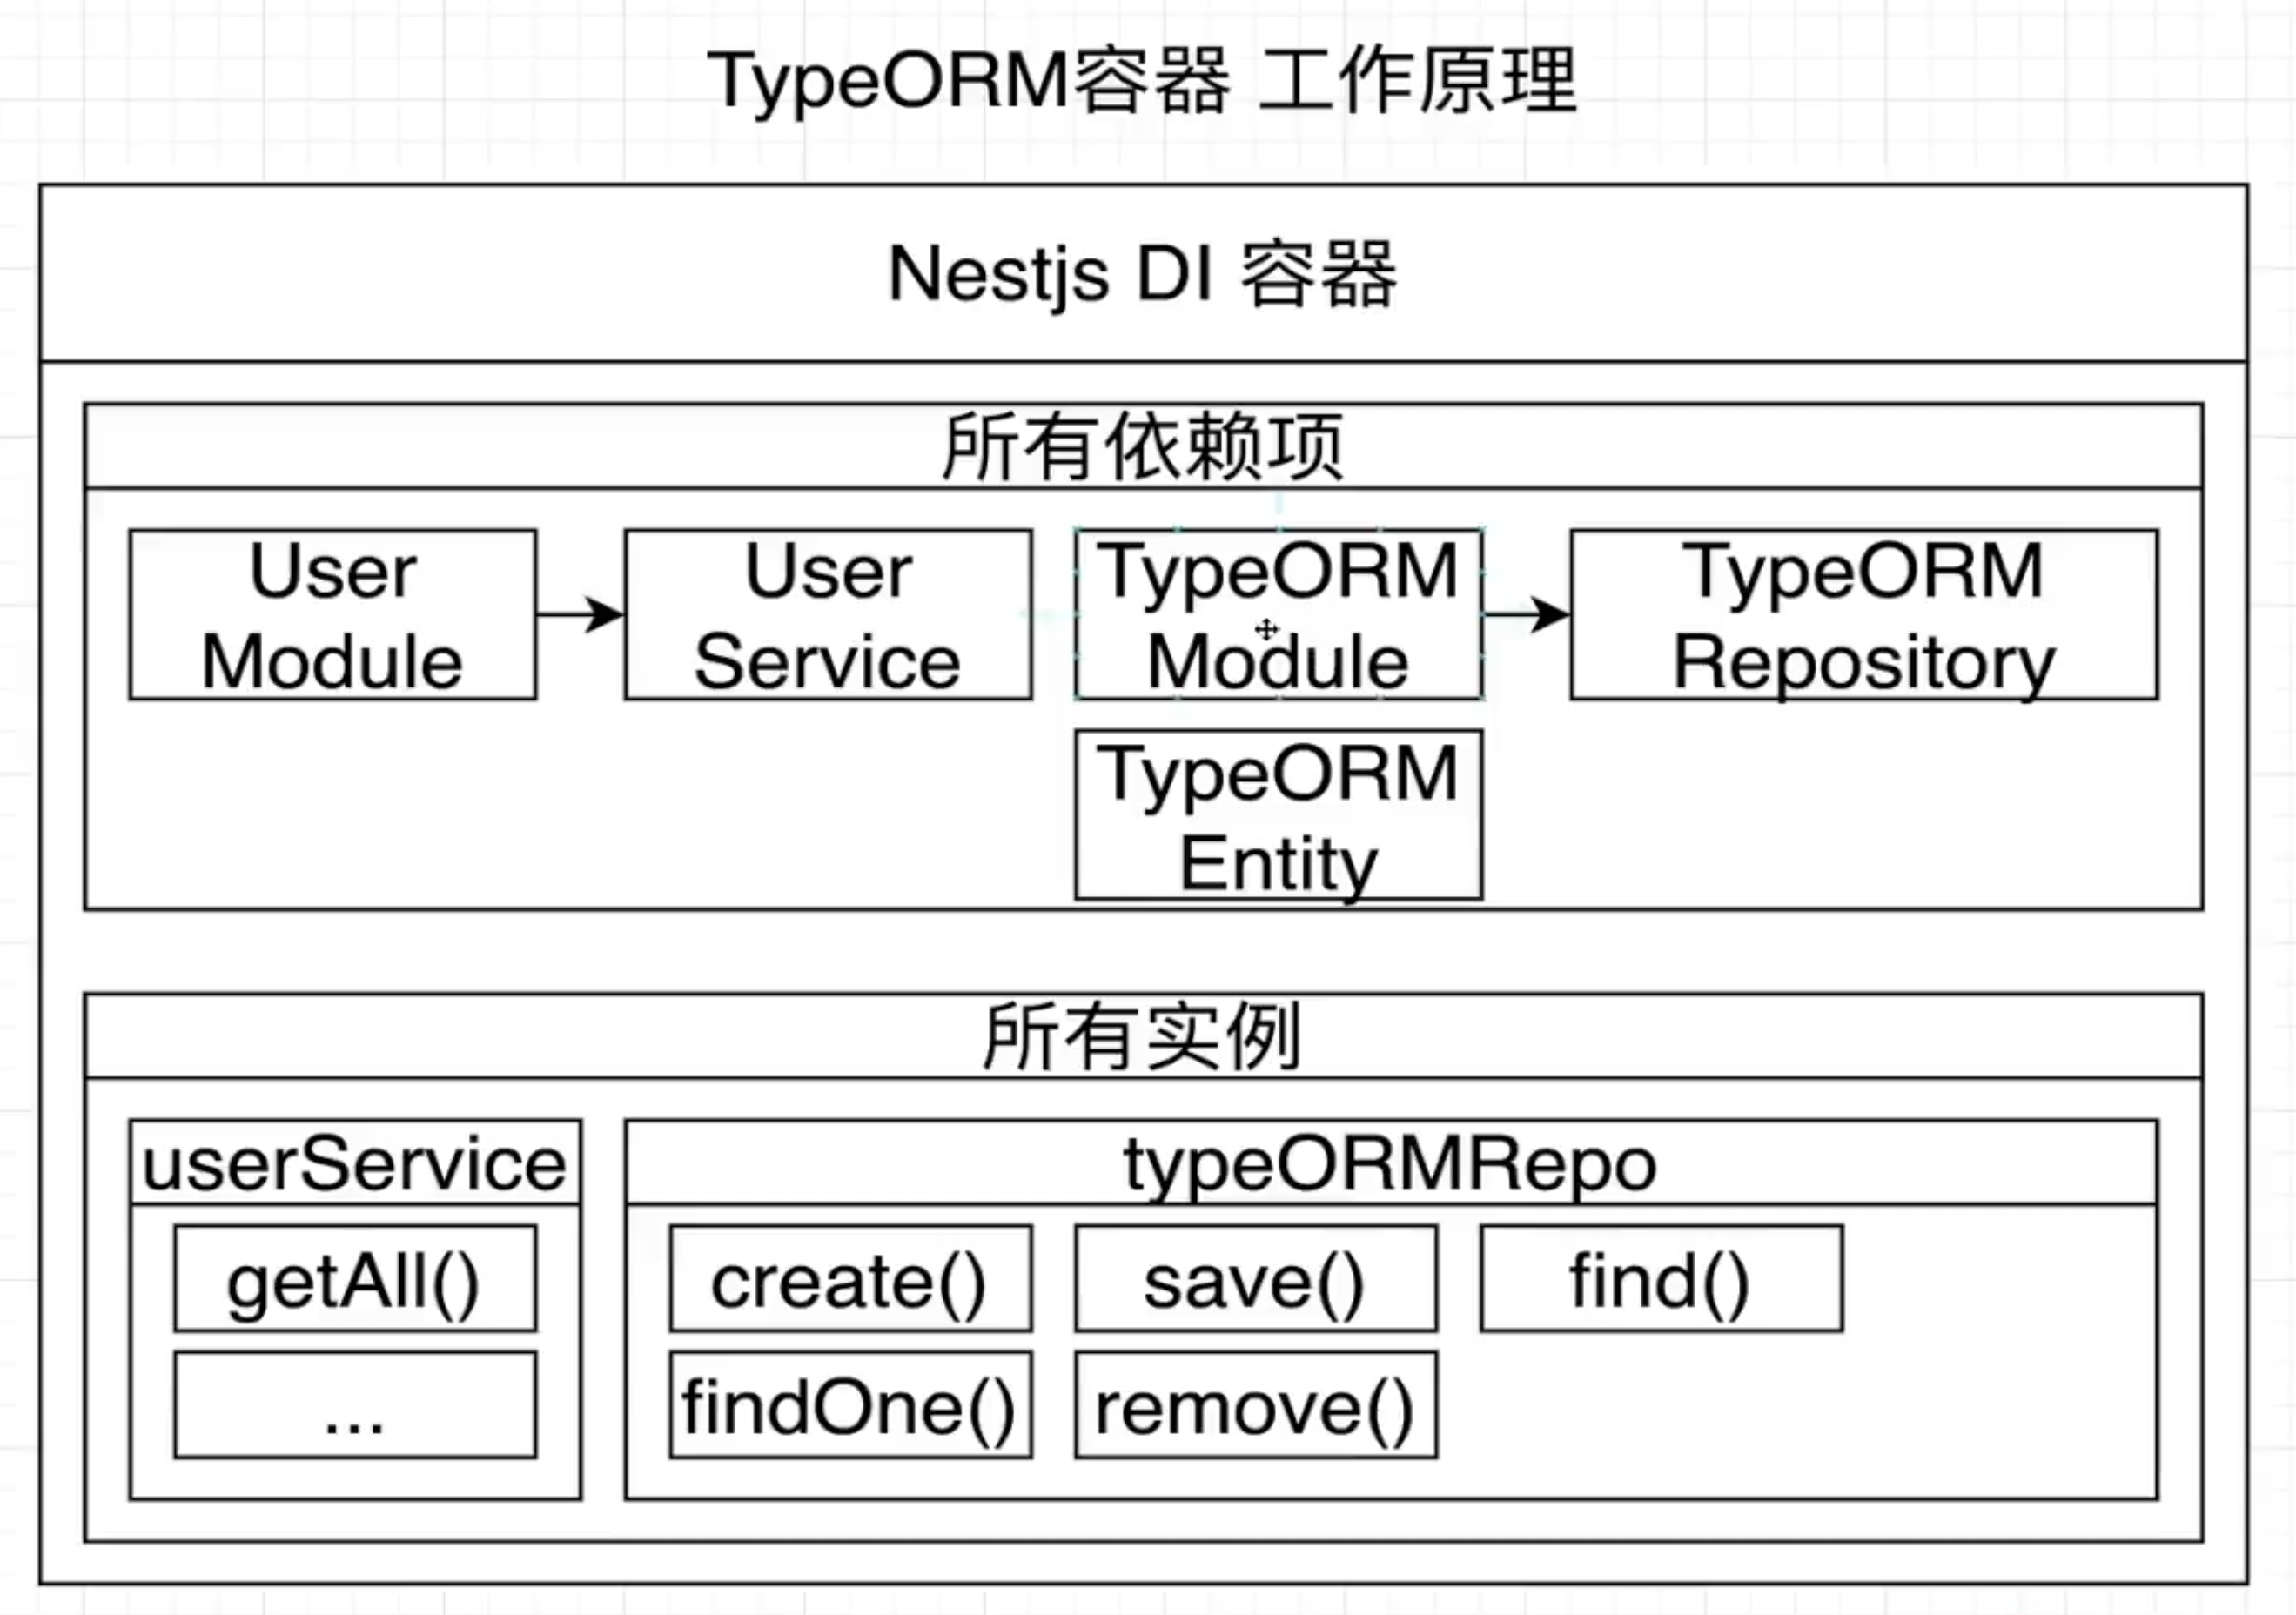 TypeORM容器 工作原理
Nestjs DI 容器
所有依赖项
User
Module
User
Service
TypeORM
Module
TypeORM
Repository
TypeORM
Entity
所有实例
userService
getAll()
...
typeORMRepo
create()
save()
find()
findOne()
remove()